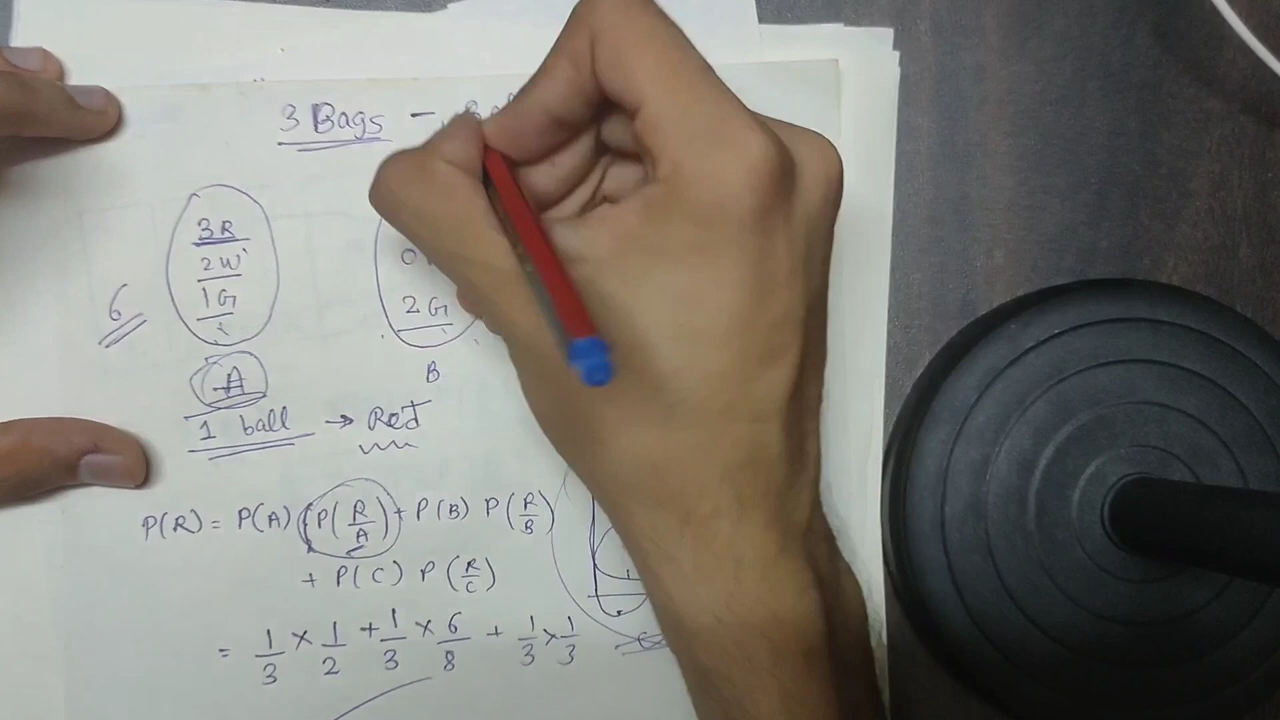 3 Bags -
3R
2W
1G
2G
6
A
B
1 ball → Red
P(R) = P(A) P(R/A) + P(B) P(R/B)
+ P(C) P(R/C)
= 1/3 × 1/2 + 1/3 × 6/8 + 1/3 × 1/3